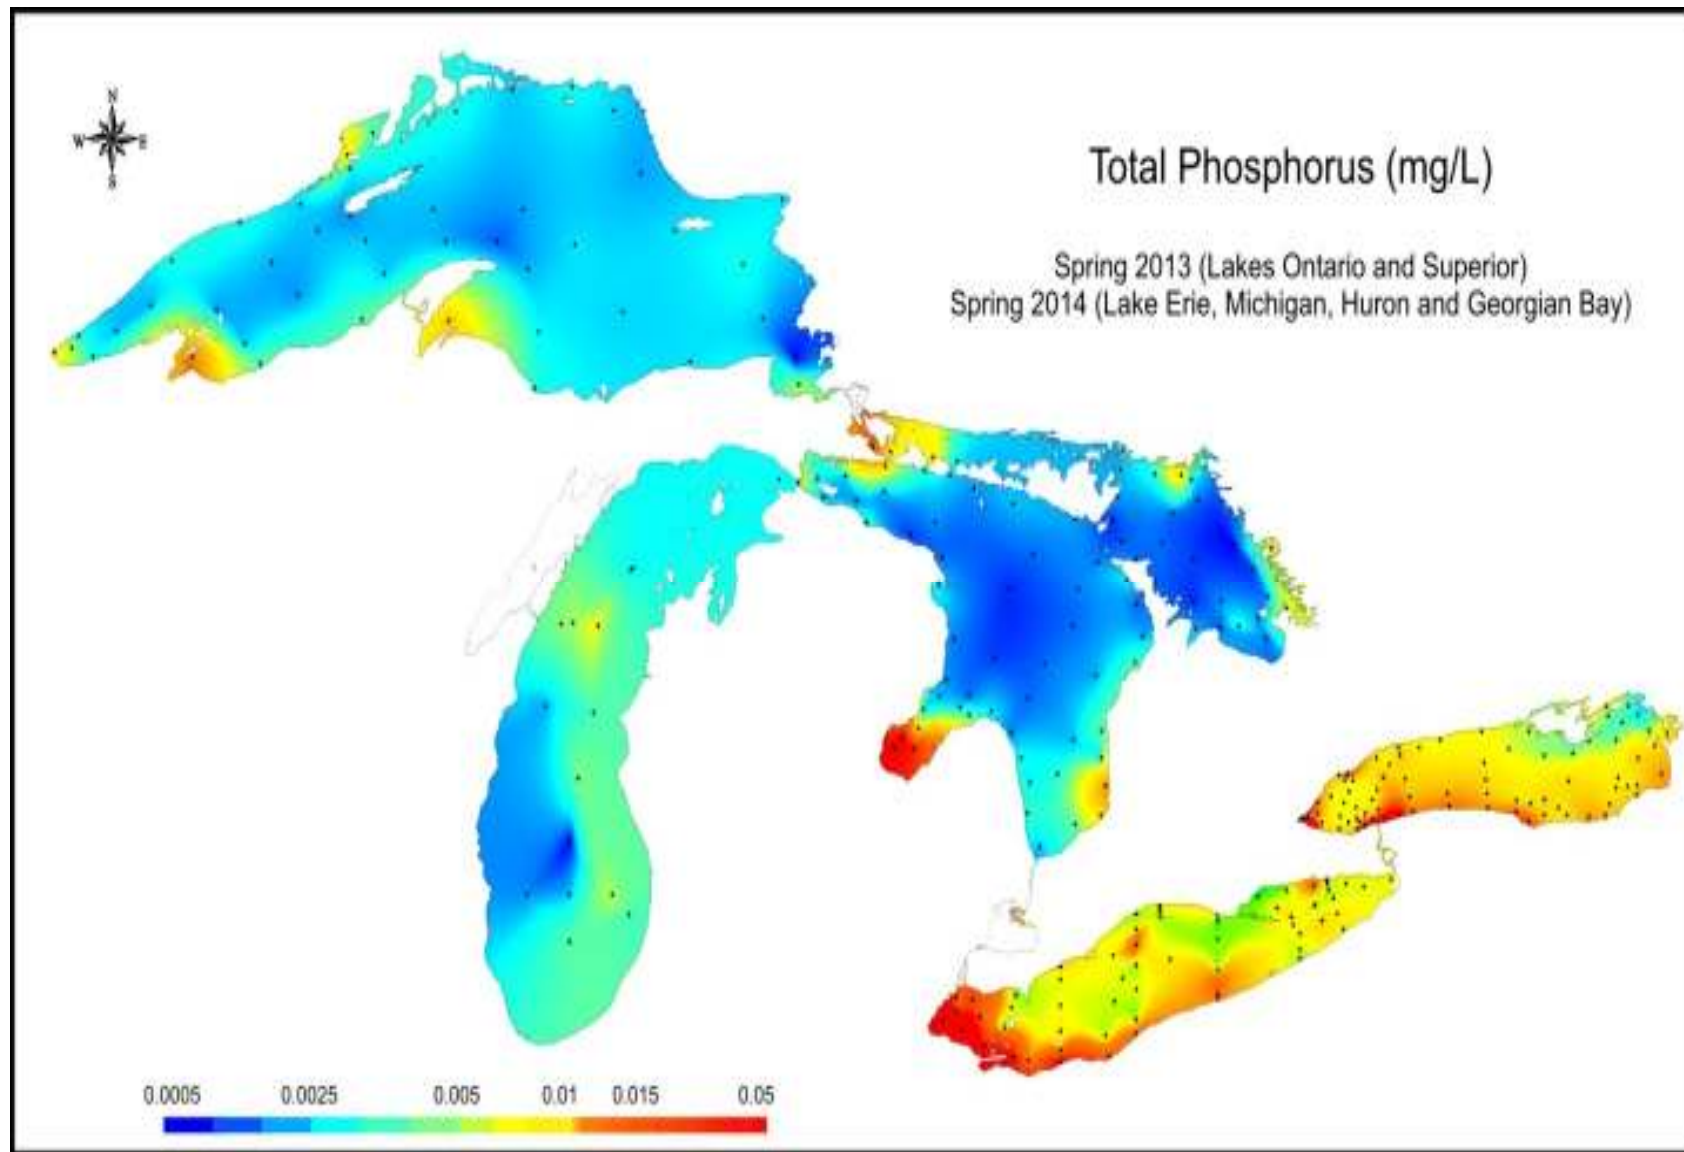 N
W E
S
Total Phosphorus (mg/L)
Spring 2013 (Lakes Ontario and Superior)
Spring 2014 (Lake Erie, Michigan, Huron and Georgian Bay)
0.0005 0.0025 0.005 0.01 0.015 0.05